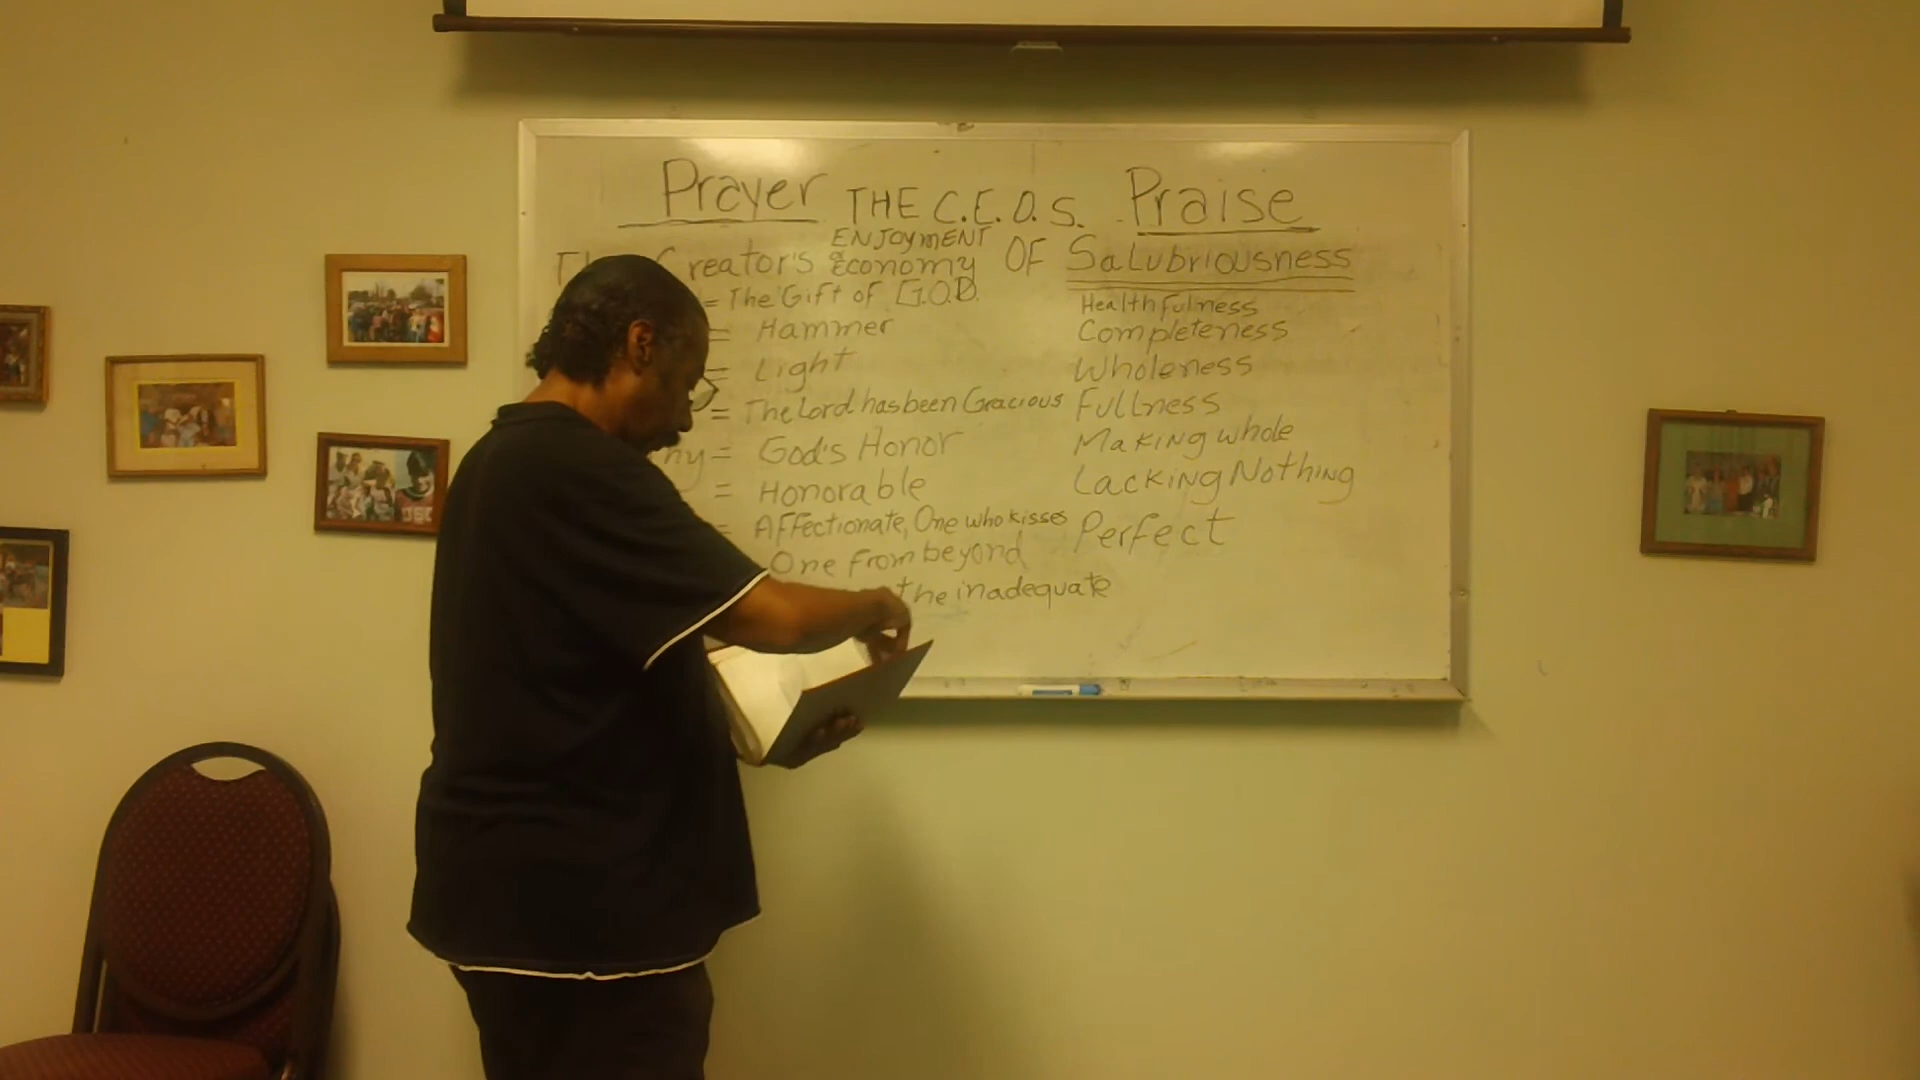 Prayer THE C.E.O.S. Praise
ENJOYMENT
Creator's & Economy OF Salubriousness
= The Gift of G.O.D. Healthfulness
= Hammer Completeness
= Light Wholeness
= The Lord has been Gracious Fullness
hy = God's Honor Making whole
= Honorable Lacking Nothing
= Affectionate, One who kisses Perfect
One from beyond
the inadequate
USC